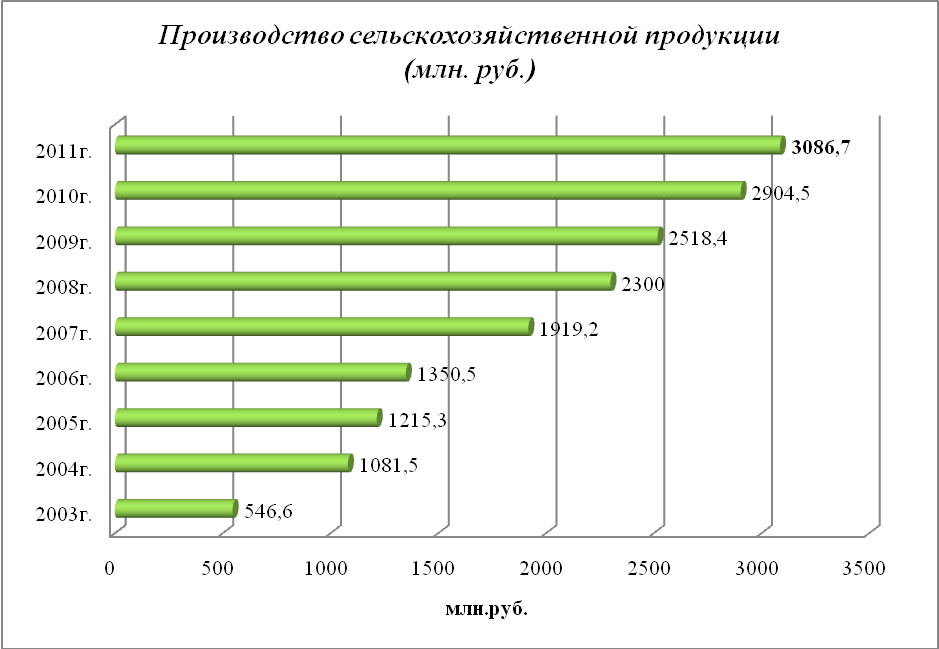 Производство сельскохозяйственной продукции
(млн. руб.)
2011г. 3086,7
2010г. 2904,5
2009г. 2518,4
2008г. 2300
2007г. 1919,2
2006г. 1350,5
2005г. 1215,3
2004г. 1081,5
2003г. 546,6
0 500 1000 1500 2000 2500 3000 3500
млн.руб.